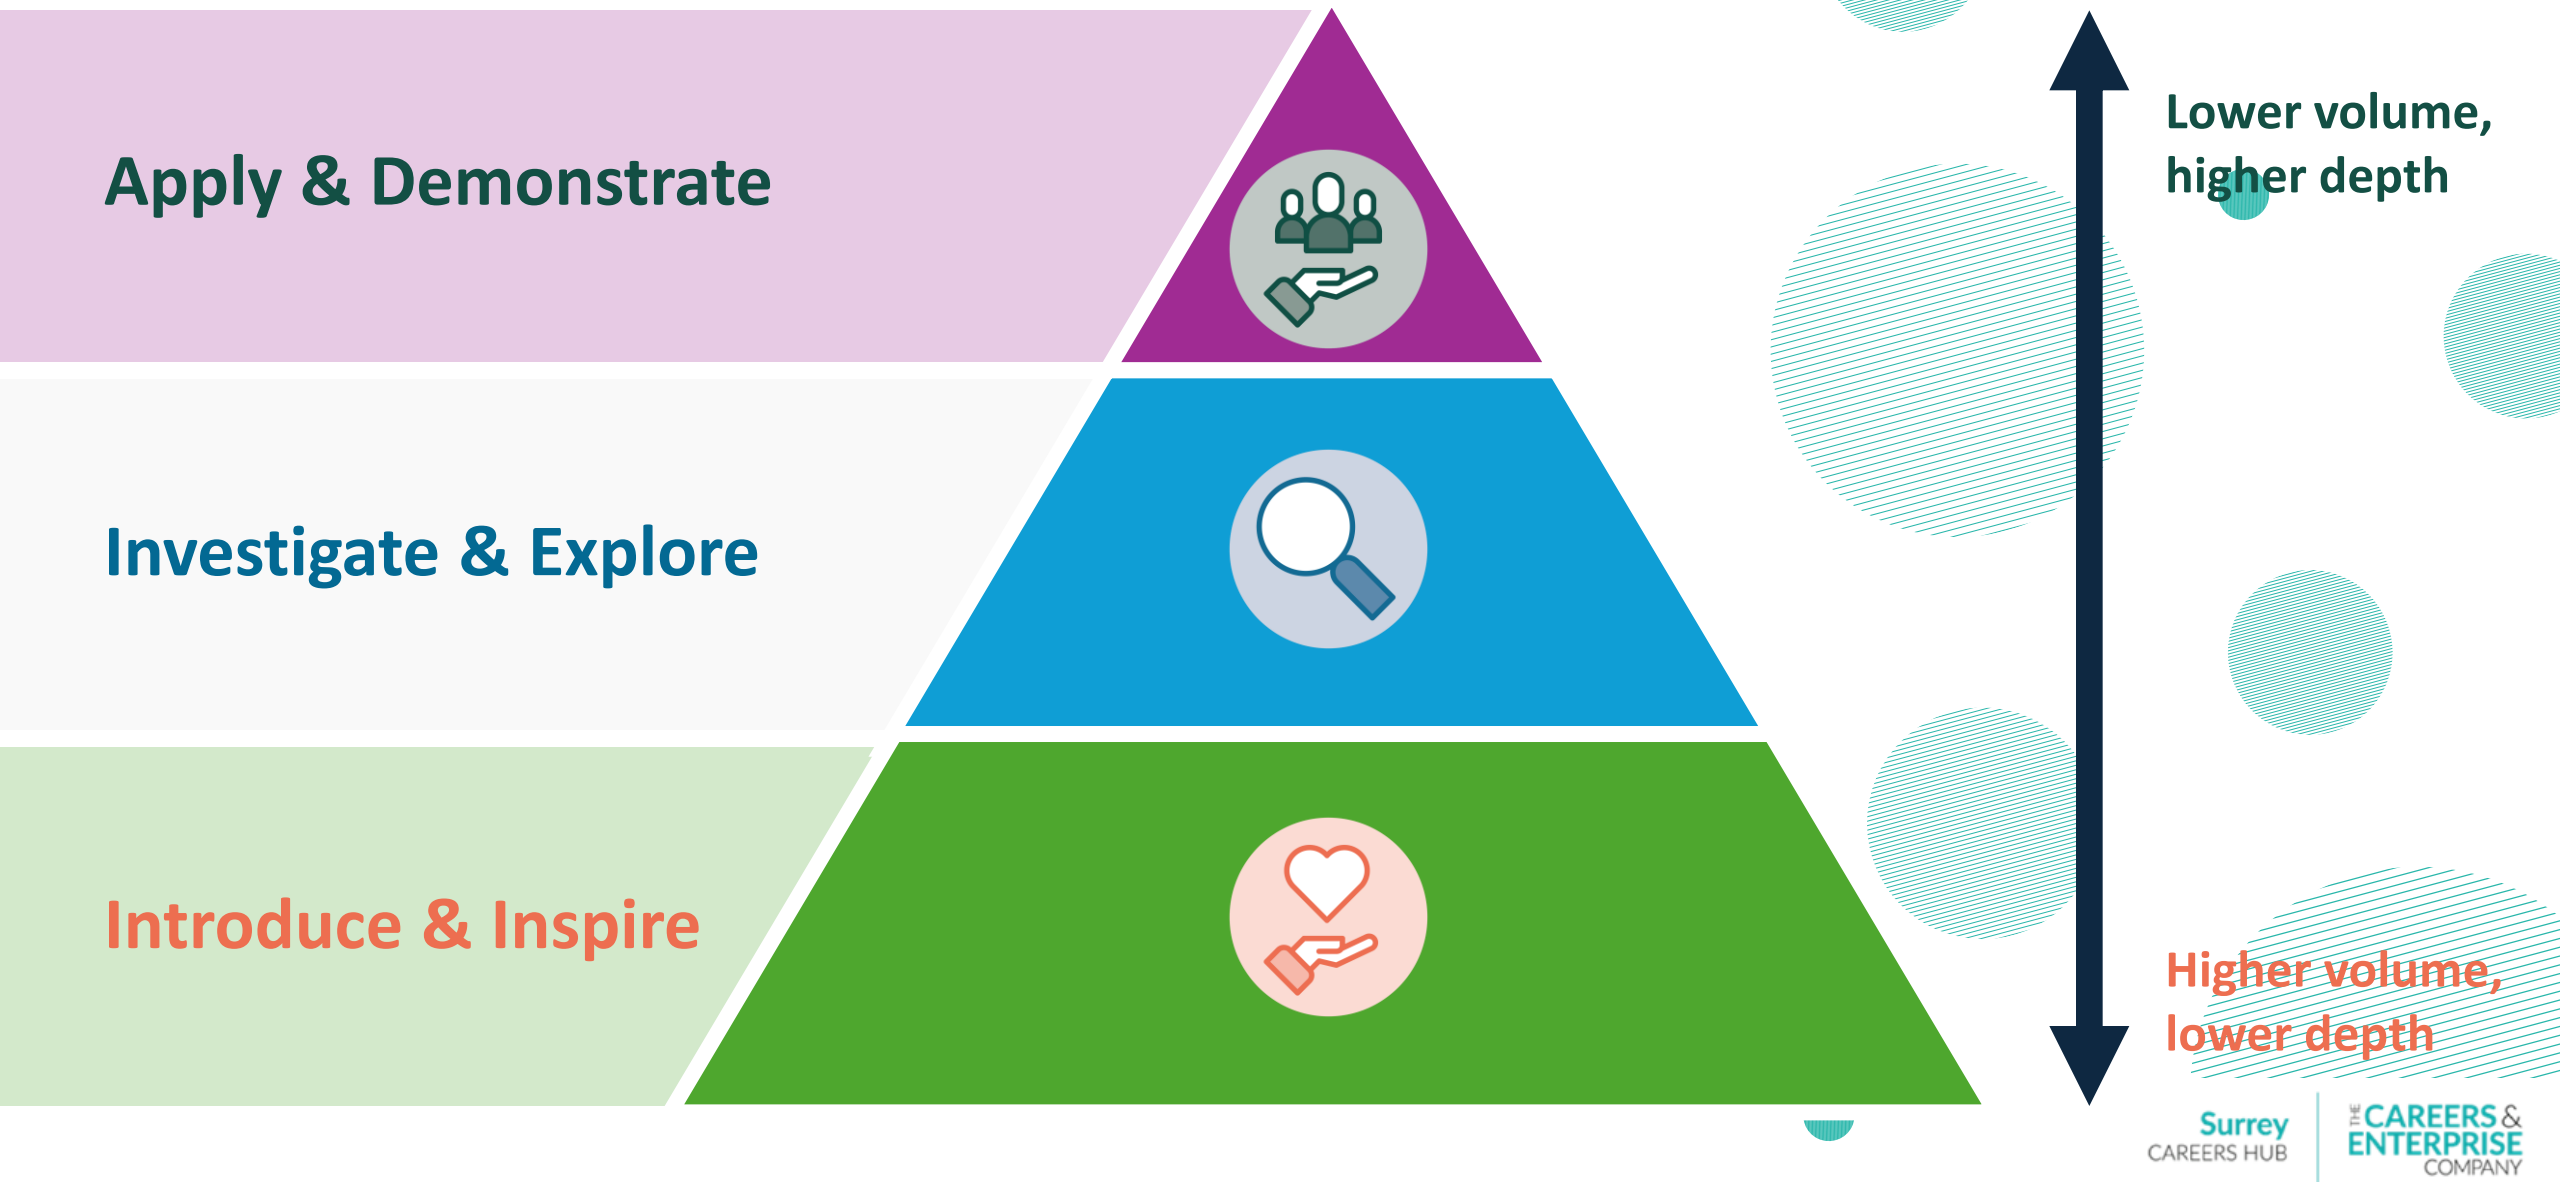 Apply & Demonstrate
Lower volume,
higher depth
Investigate & Explore
Introduce & Inspire
Higher volume,
lower depth
Surrey
CAREERS HUB
THE CAREERS &
ENTERPRISE
COMPANY